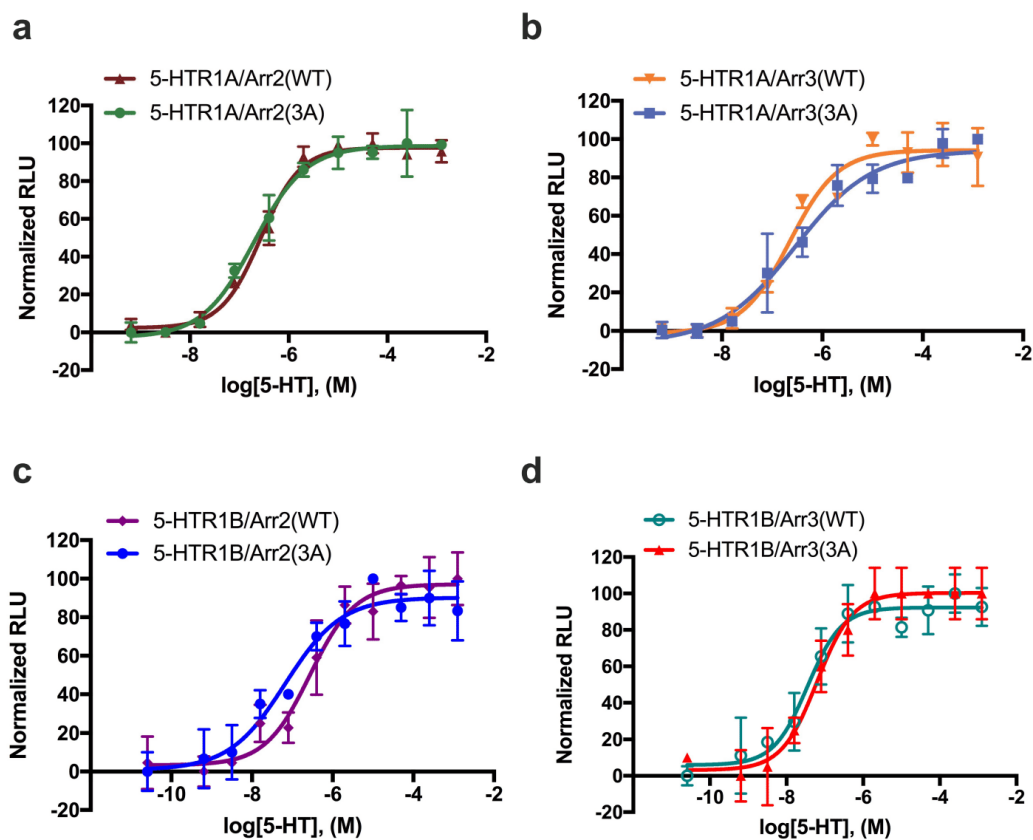 a
5-HTR1A/Arr2(WT)
5-HTR1A/Arr2(3A)
Normalized RLU
120
100
80
60
40
20
0
-20
-8
-6
-4
-2
log[5-HT], (M)
b
5-HTR1A/Arr3(WT)
5-HTR1A/Arr3(3A)
Normalized RLU
120
100
80
60
40
20
0
-20
-8
-6
-4
-2
log[5-HT], (M)
c
5-HTR1B/Arr2(WT)
5-HTR1B/Arr2(3A)
Normalized RLU
120
100
80
60
40
20
0
-20
-10
-8
-6
-4
-2
log[5-HT], (M)
d
5-HTR1B/Arr3(WT)
5-HTR1B/Arr3(3A)
Normalized RLU
120
100
80
60
40
20
0
-20
-10
-8
-6
-4
-2
log[5-HT], (M)